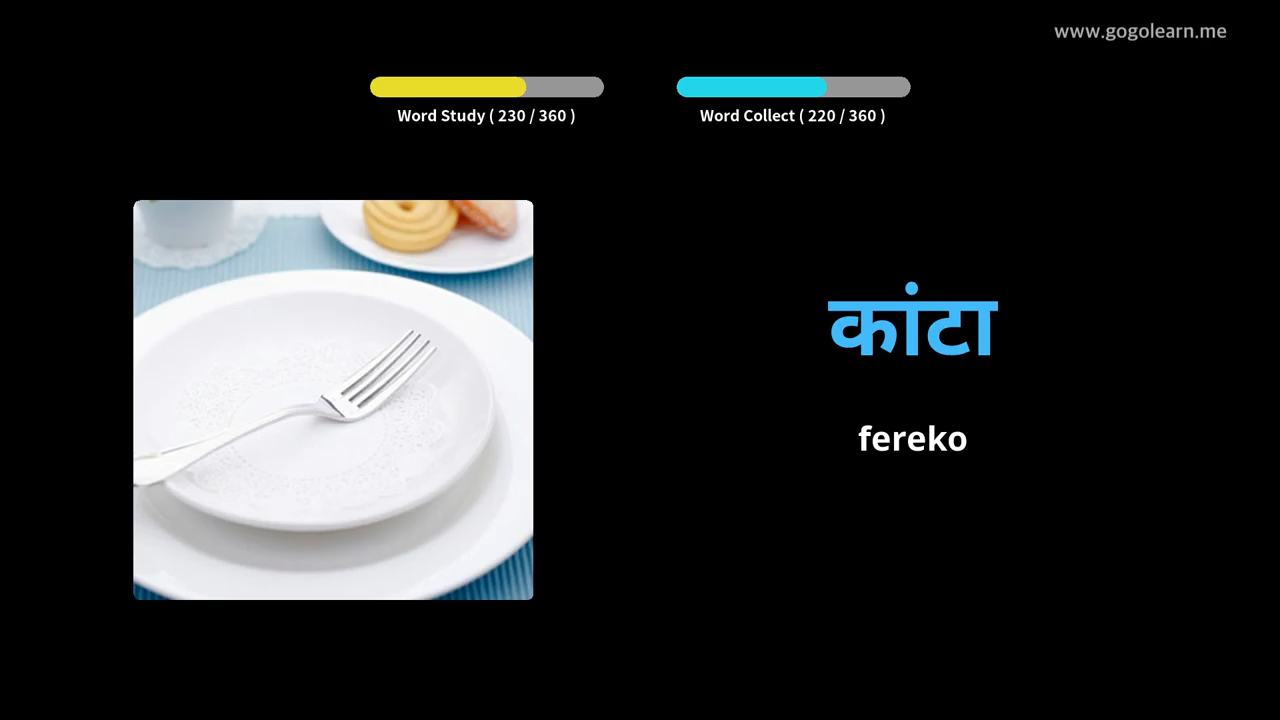 www.gogolearn.me
Word Study ( 230 / 360 )
Word Collect ( 220 / 360 )
कांटा
fereko